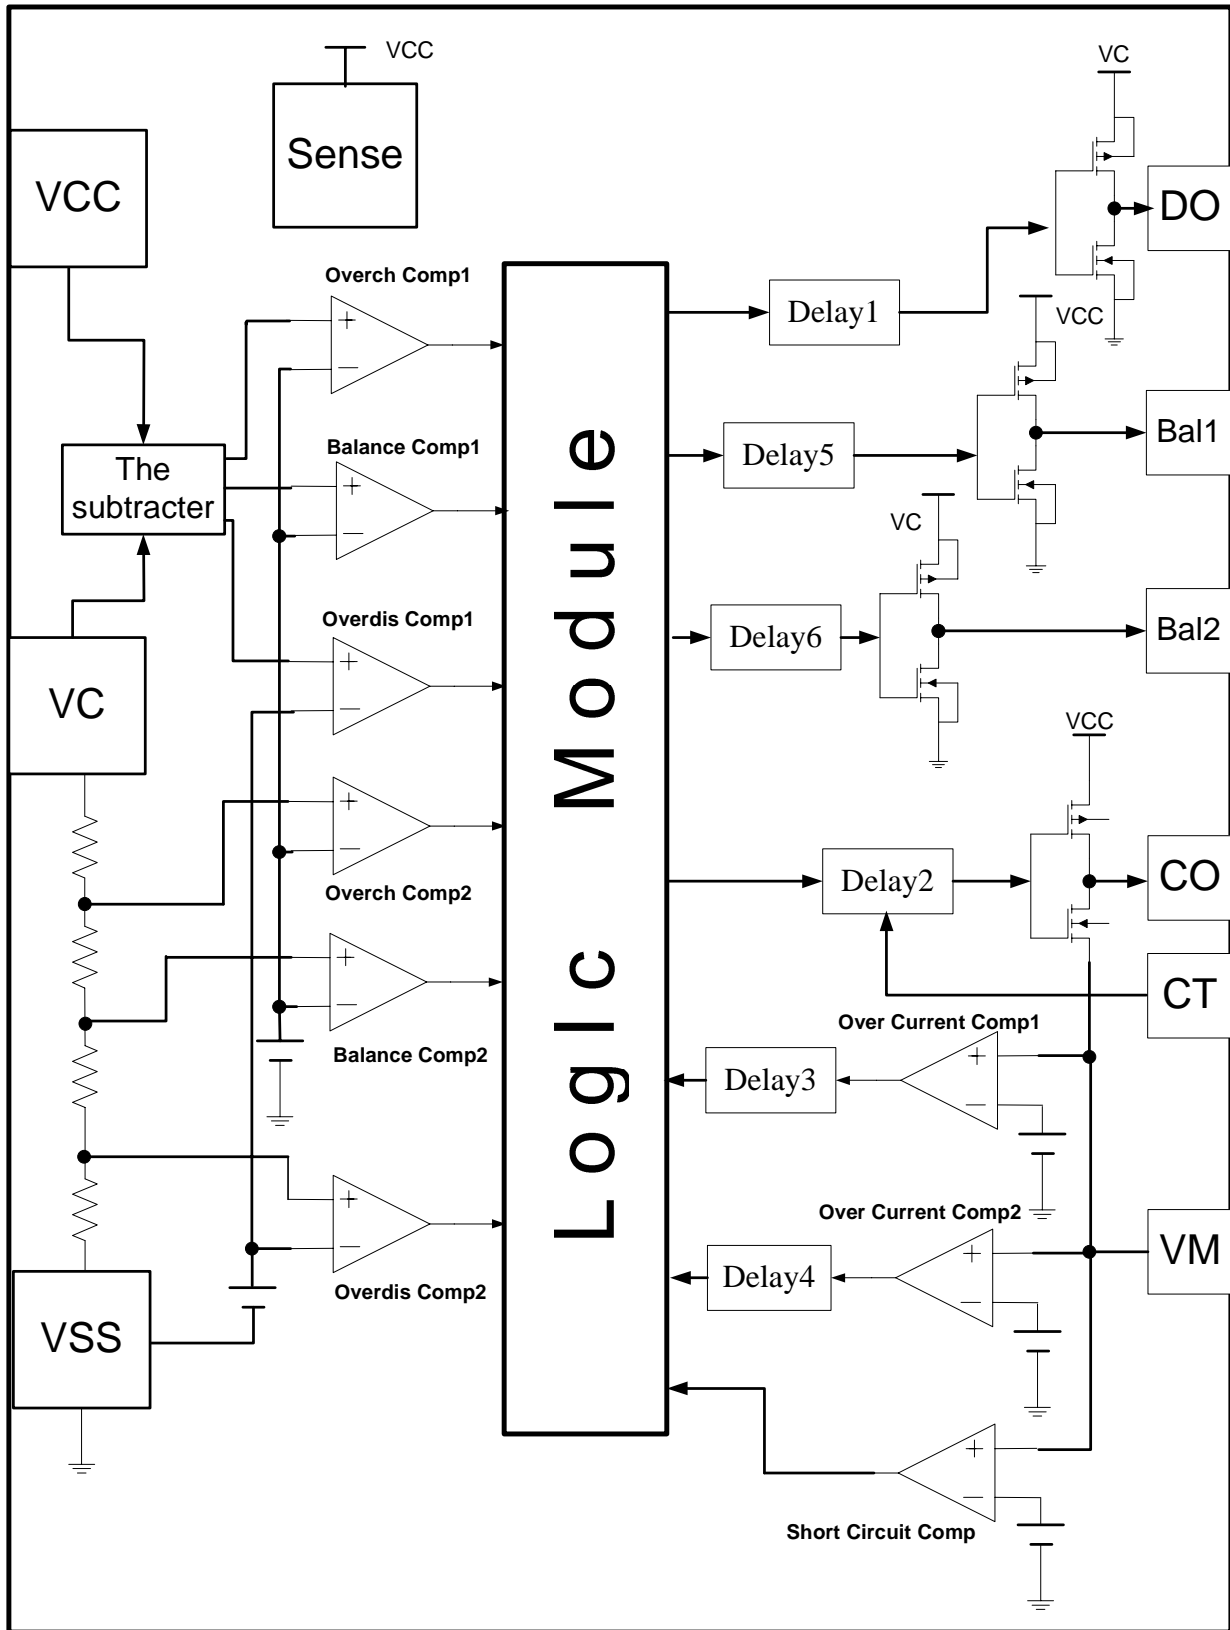 VCC
Sense
VCC
VC
DO
Overch Comp1
Delay1
VCC
Balance Comp1
Bal1
The
subtracter
Delay5
VC
Overdis Comp1
Delay6
Bal2
VC
VCC
Overch Comp2
Delay2
CO
CT
Balance Comp2
Over Current Comp1
Delay3
Logic Module
Over Current Comp2
VM
Delay4
Overdis Comp2
VSS
Short Circuit Comp